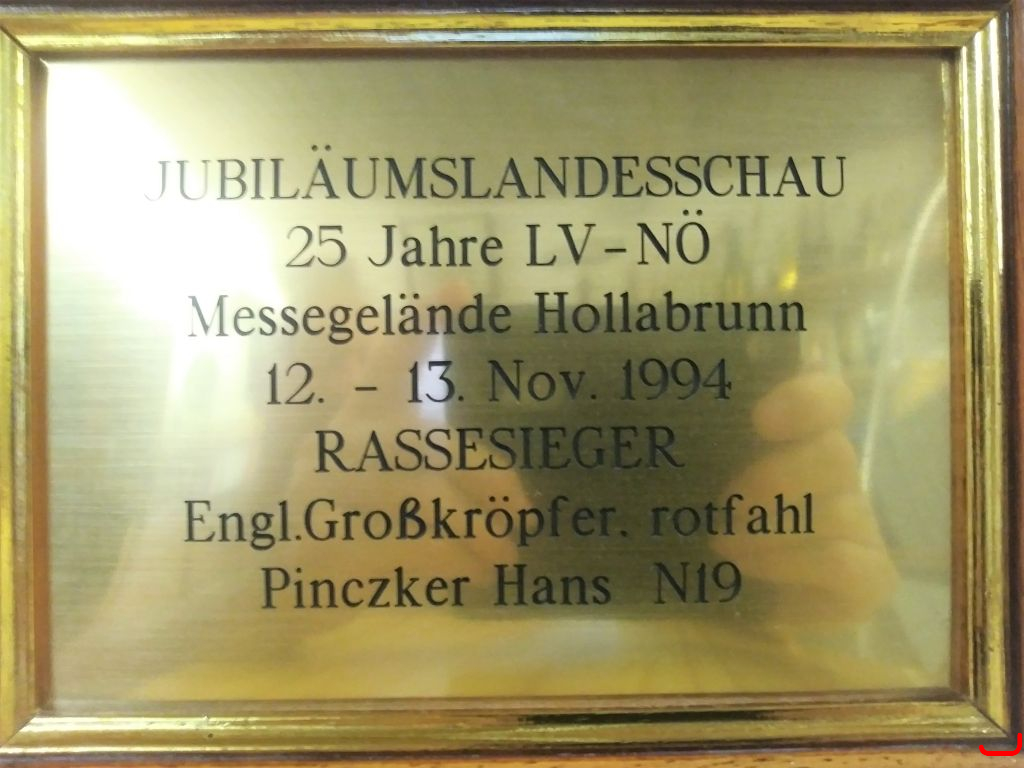 JUBILÄUMSLANDESSCHAU
25 Jahre LV-NÖ
Messegelände Hollabrunn
12. - 13. Nov. 1994
RASSESIEGER
Engl.Großkröpfer. rotfahl
Pinczker Hans N19